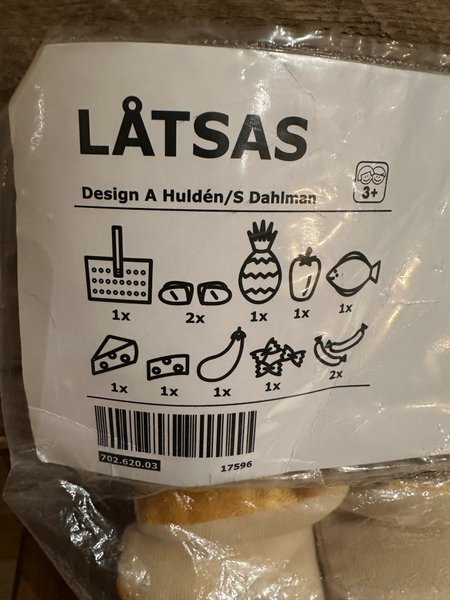 LÅTSAS
Design A Huldén/S Dahlman
3+
1x 2x 1x 1x 1x
1x 1x 1x 1x 2x
702.620.03 17596